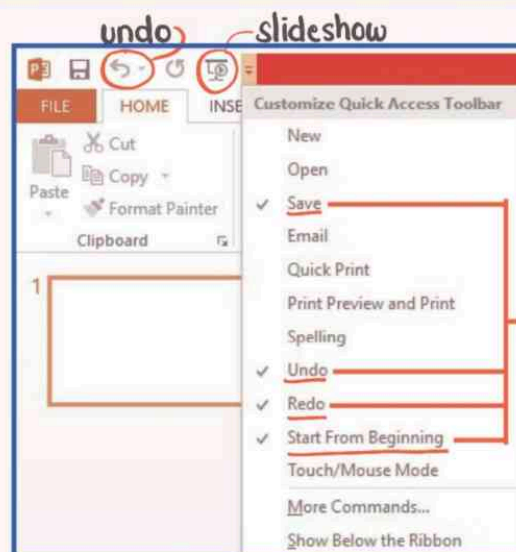 undo slideshow
FILE HOME INSE
Customize Quick Access Toolbar
Cut
Copy
Format Painter
Paste
Clipboard
1
New
Open
✓ Save
Email
Quick Print
Print Preview and Print
Spelling
✓ Undo
✓ Redo
✓ Start From Beginning
Touch/Mouse Mode
More Commands...
Show Below the Ribbon